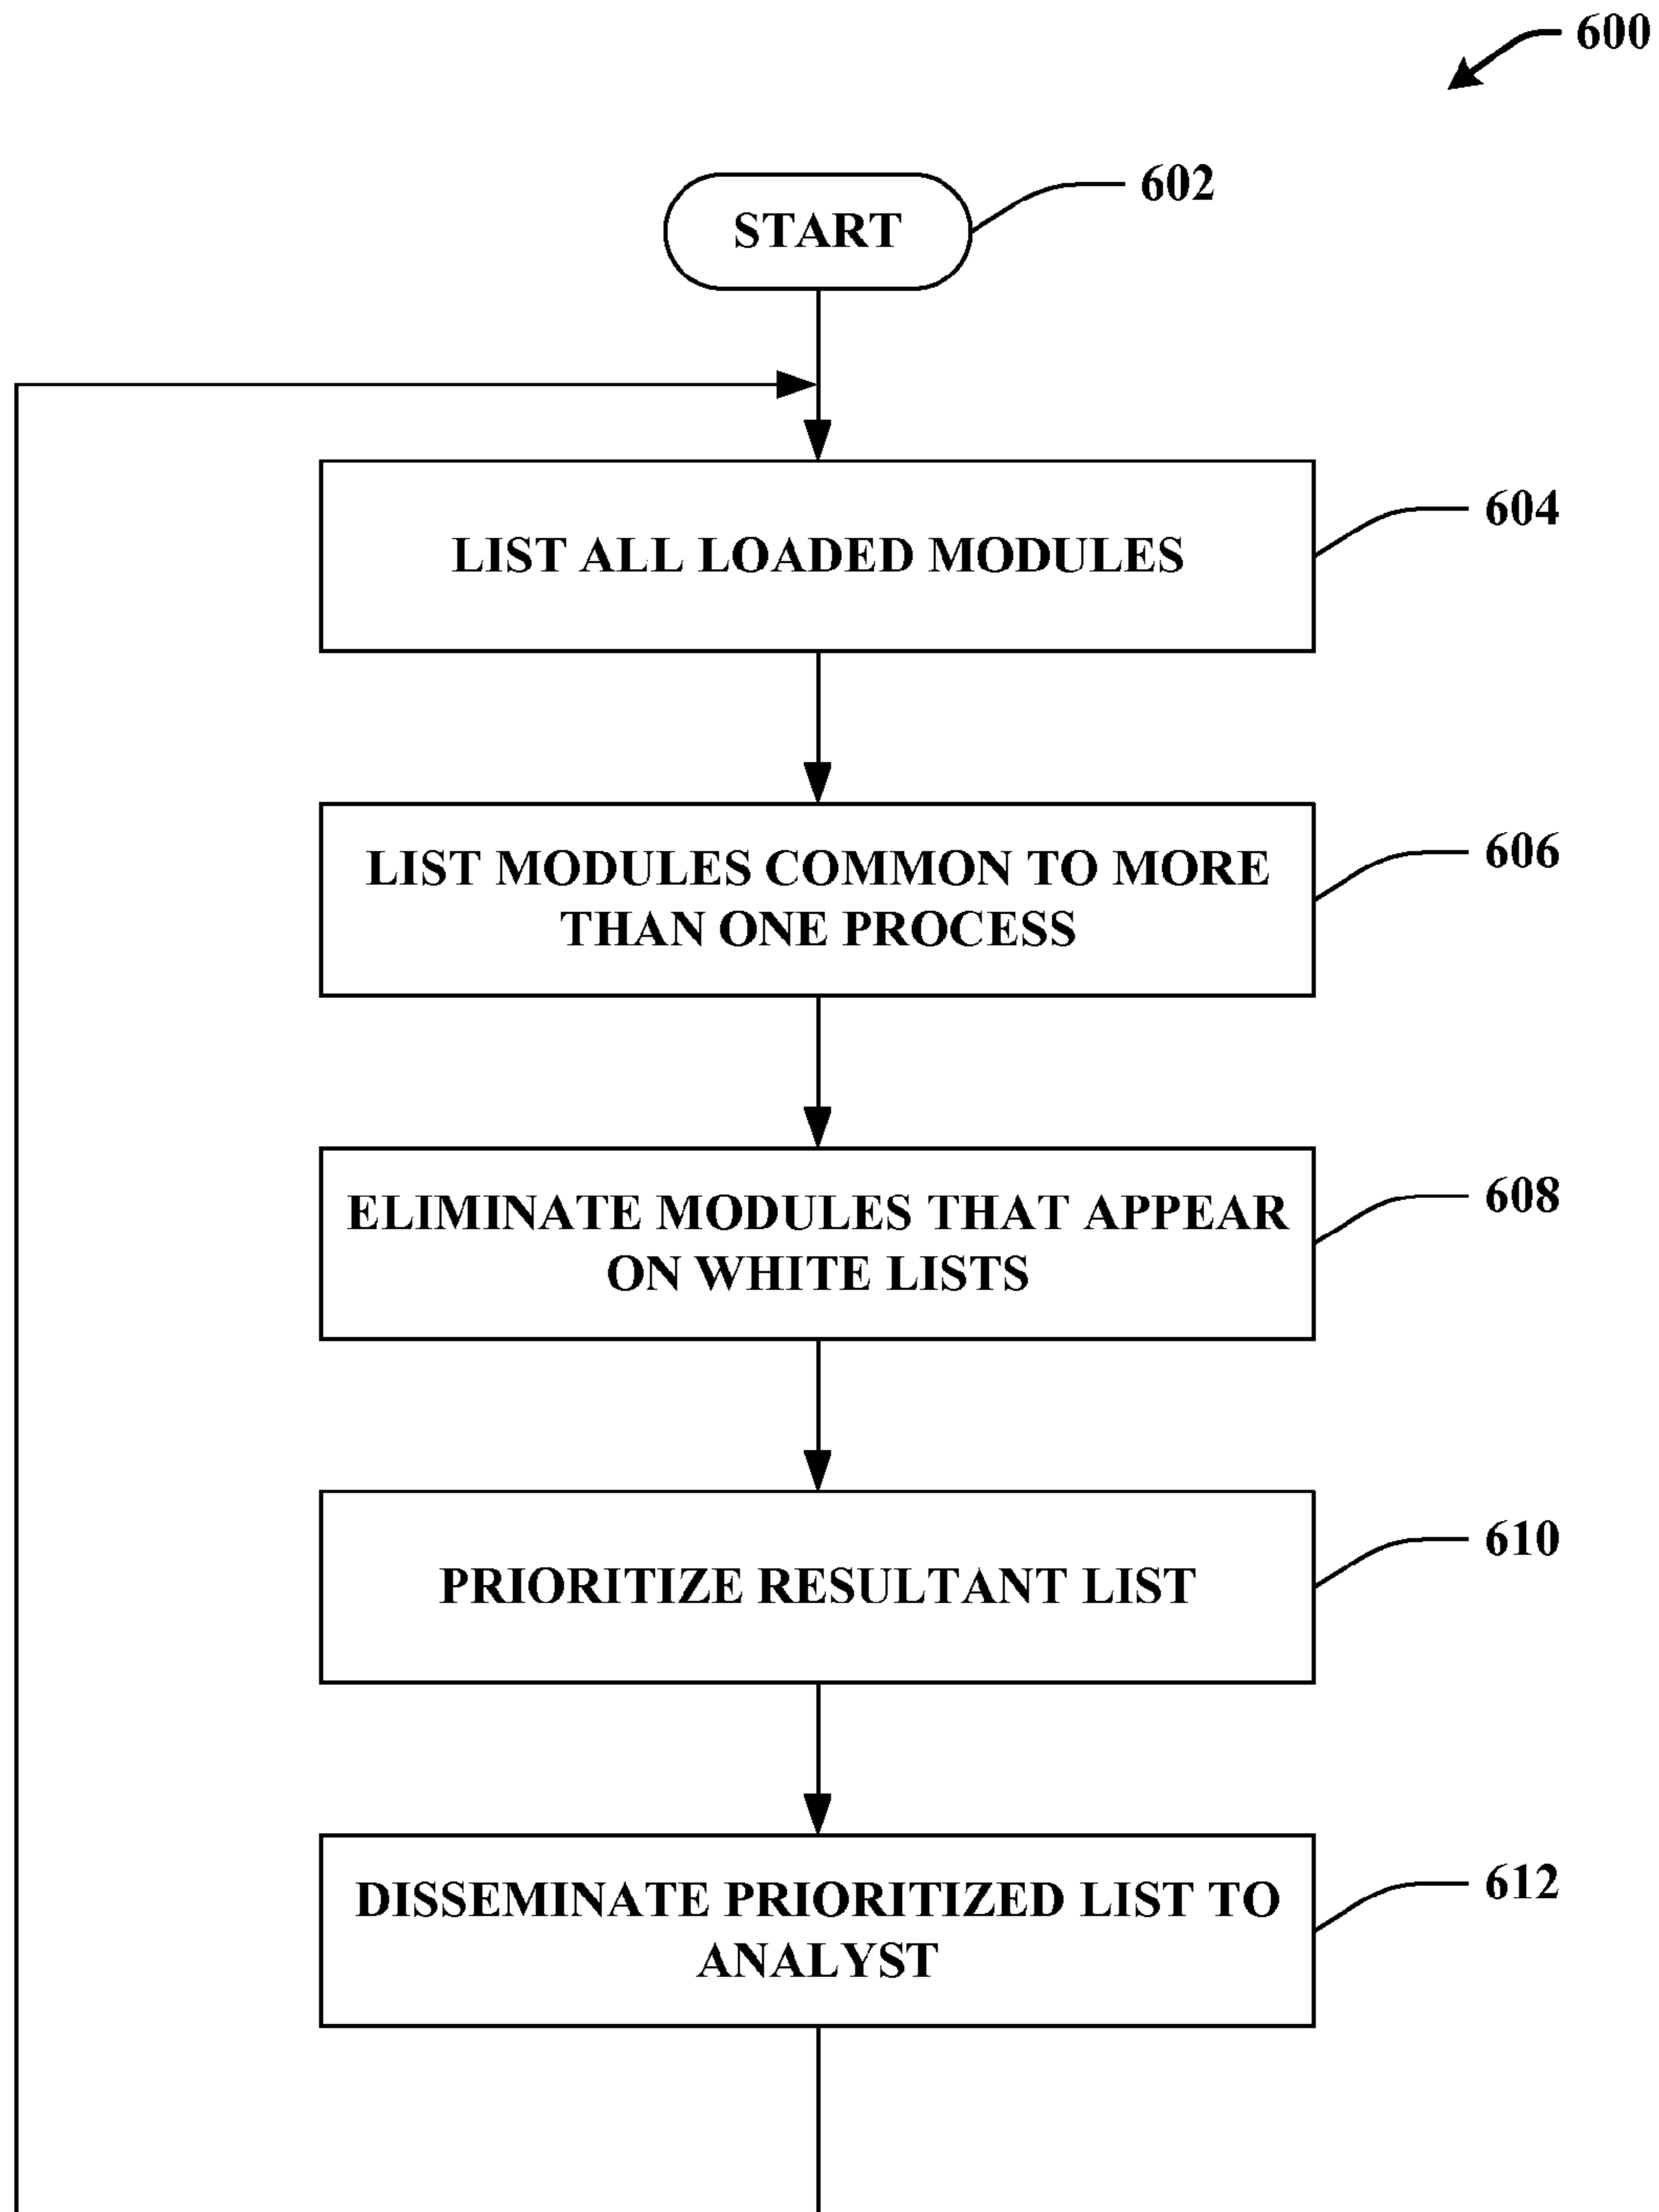 600
START
602
LIST ALL LOADED MODULES
604
LIST MODULES COMMON TO MORE
THAN ONE PROCESS
606
ELIMINATE MODULES THAT APPEAR
ON WHITE LISTS
608
PRIORITIZE RESULTANT LIST
610
DISSEMINATE PRIORITIZED LIST TO
ANALYST
612